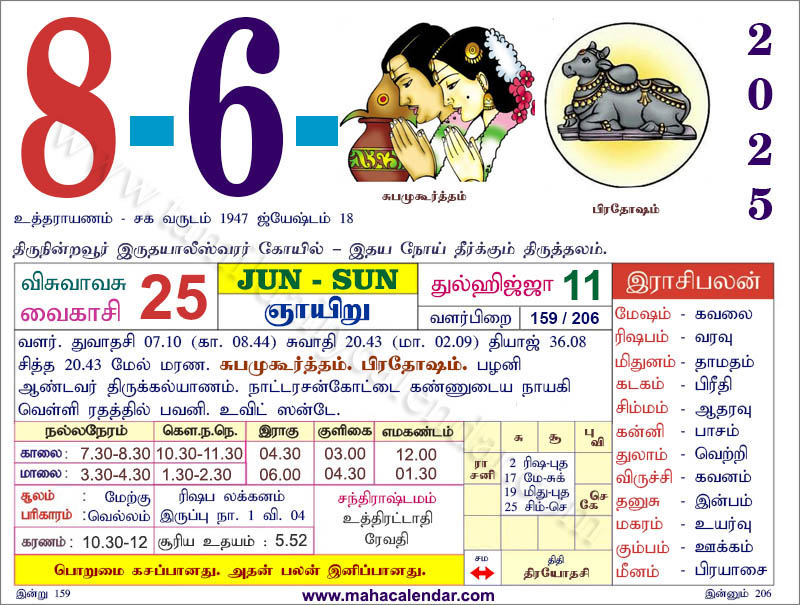 8-6-
2025
சுபமுகூர்த்தம்
பிரதோஷம்
உத்தராயணம் - சக வருடம் 1947 ஜ்யேஷ்டம் 18
திருநின்றவூர் இருதயாலீஸ்வரர் கோயில் – இதய நோய் தீர்க்கும் திருத்தலம்.
விசுவாவசு
வைகாசி 25
JUN - SUN
ஞாயிறு
துல்ஹிஜ்ஜா 11
வளர்பிறை 159 / 206
வளர். துவாதசி 07.10 (கா. 08.44) சுவாதி 20.43 (மா. 02.09) தியாஜ் 36.08
சித்த 20.43 மேல் மரண. சுபமுகூர்த்தம். பிரதோஷம். பழனி
ஆண்டவர் திருக்கல்யாணம். நாட்டரசன்கோட்டை கண்ணுடைய நாயகி
வெள்ளி ரதத்தில் பவனி. உவிட் ஸன்டே.
நல்லநேரம் கௌ.ந.நெ. இராகு குளிகை எமகண்டம்
காலை: 7.30-8.30 10.30-11.30 04.30 03.00 12.00
மாலை: 3.30-4.30 1.30-2.30 06.00 04.30 01.30
சூலம் : மேற்கு
பரிகாரம் :வெல்லம்
ரிஷப லக்கனம்
இருப்பு நா. 1 வி. 04
கரணம் : 10.30-12 சூரிய உதயம் : 5.52
சந்திராஷ்டமம்
உத்திரட்டாதி
ரேவதி
சு சூ பு வி
ரா சனி
2 ரிஷ-புத
17 மே-சுக்
19 மிது-புத
25 சிம்-செ
செ கே
பொறுமை கசப்பானது. அதன் பலன் இனிப்பானது.
சம
திதி
திரயோதசி
இராசிபலன்
மேஷம் - கவலை
ரிஷபம் - வரவு
மிதுனம் - தாமதம்
கடகம் - பிரீதி
சிம்மம் - ஆதரவு
கன்னி - பாசம்
துலாம் - வெற்றி
விருச்சி - கவனம்
தனுசு - இன்பம்
மகரம் - உயர்வு
கும்பம் - ஊக்கம்
மீனம் - பிரயாசை
இன்று 159
www.mahacalendar.com
இன்னும் 206